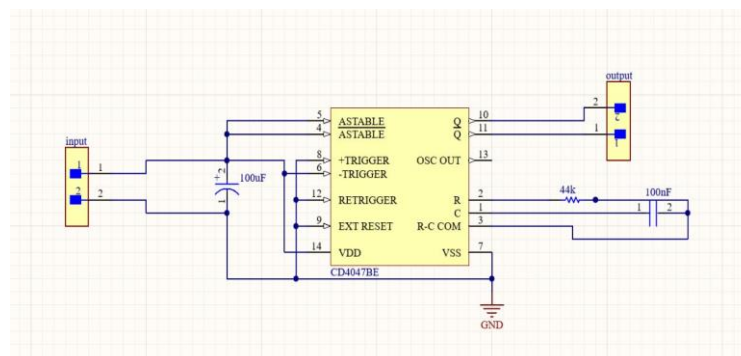 output
2
2
1
1
input
1
1
2
2
+
2
100uF
1
5
ASTABLE
4
ASTABLE
8
+TRIGGER
6
-TRIGGER
12
RETRIGGER
9
EXT RESET
14
VDD
Q
10
Q
11
OSC OUT
13
R
2
C
1
R-C COM
3
VSS
7
CD4047BE
44k
100nF
1
2
GND